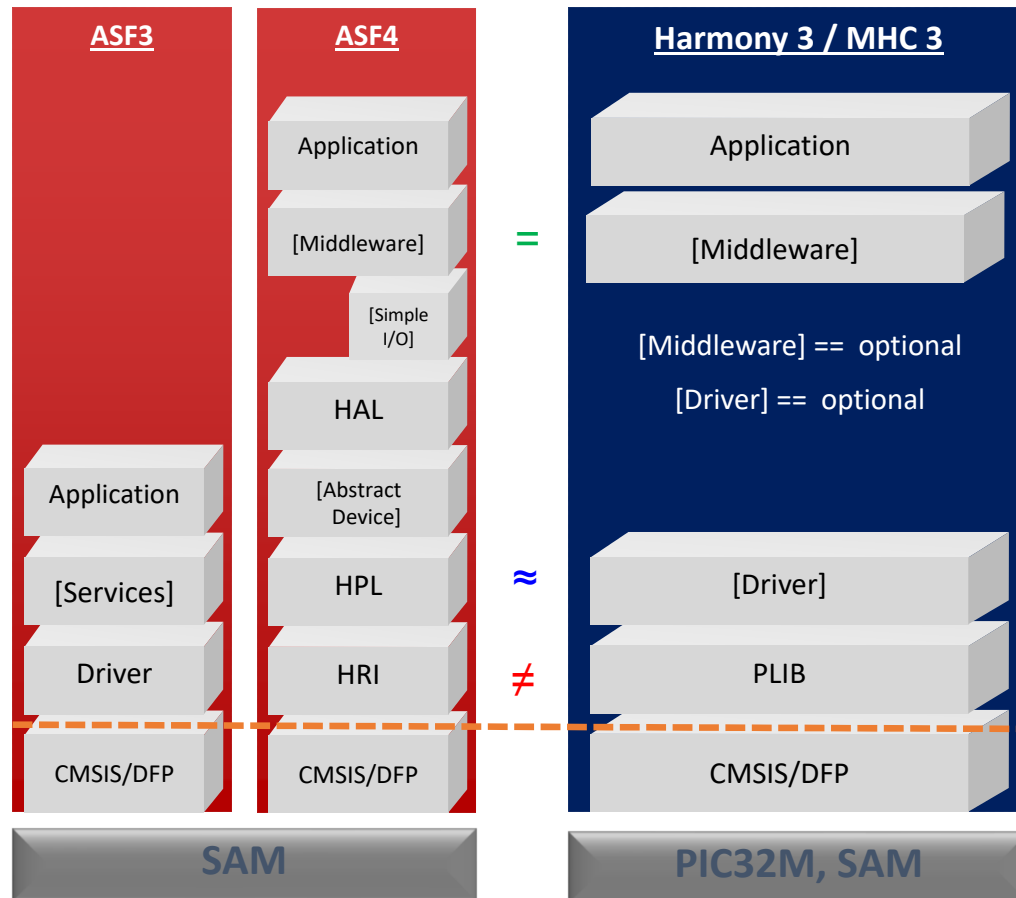 ASF3
ASF4
Harmony 3 / MHC 3
Application
Application
[Middleware]
=
[Middleware]
[Simple
I/O]
[Middleware] == optional
HAL
[Driver] == optional
Application
[Abstract
Device]
[Services]
HPL
≈
[Driver]
Driver
HRI
≠
PLIB
CMSIS/DFP
CMSIS/DFP
CMSIS/DFP
SAM
PIC32M, SAM